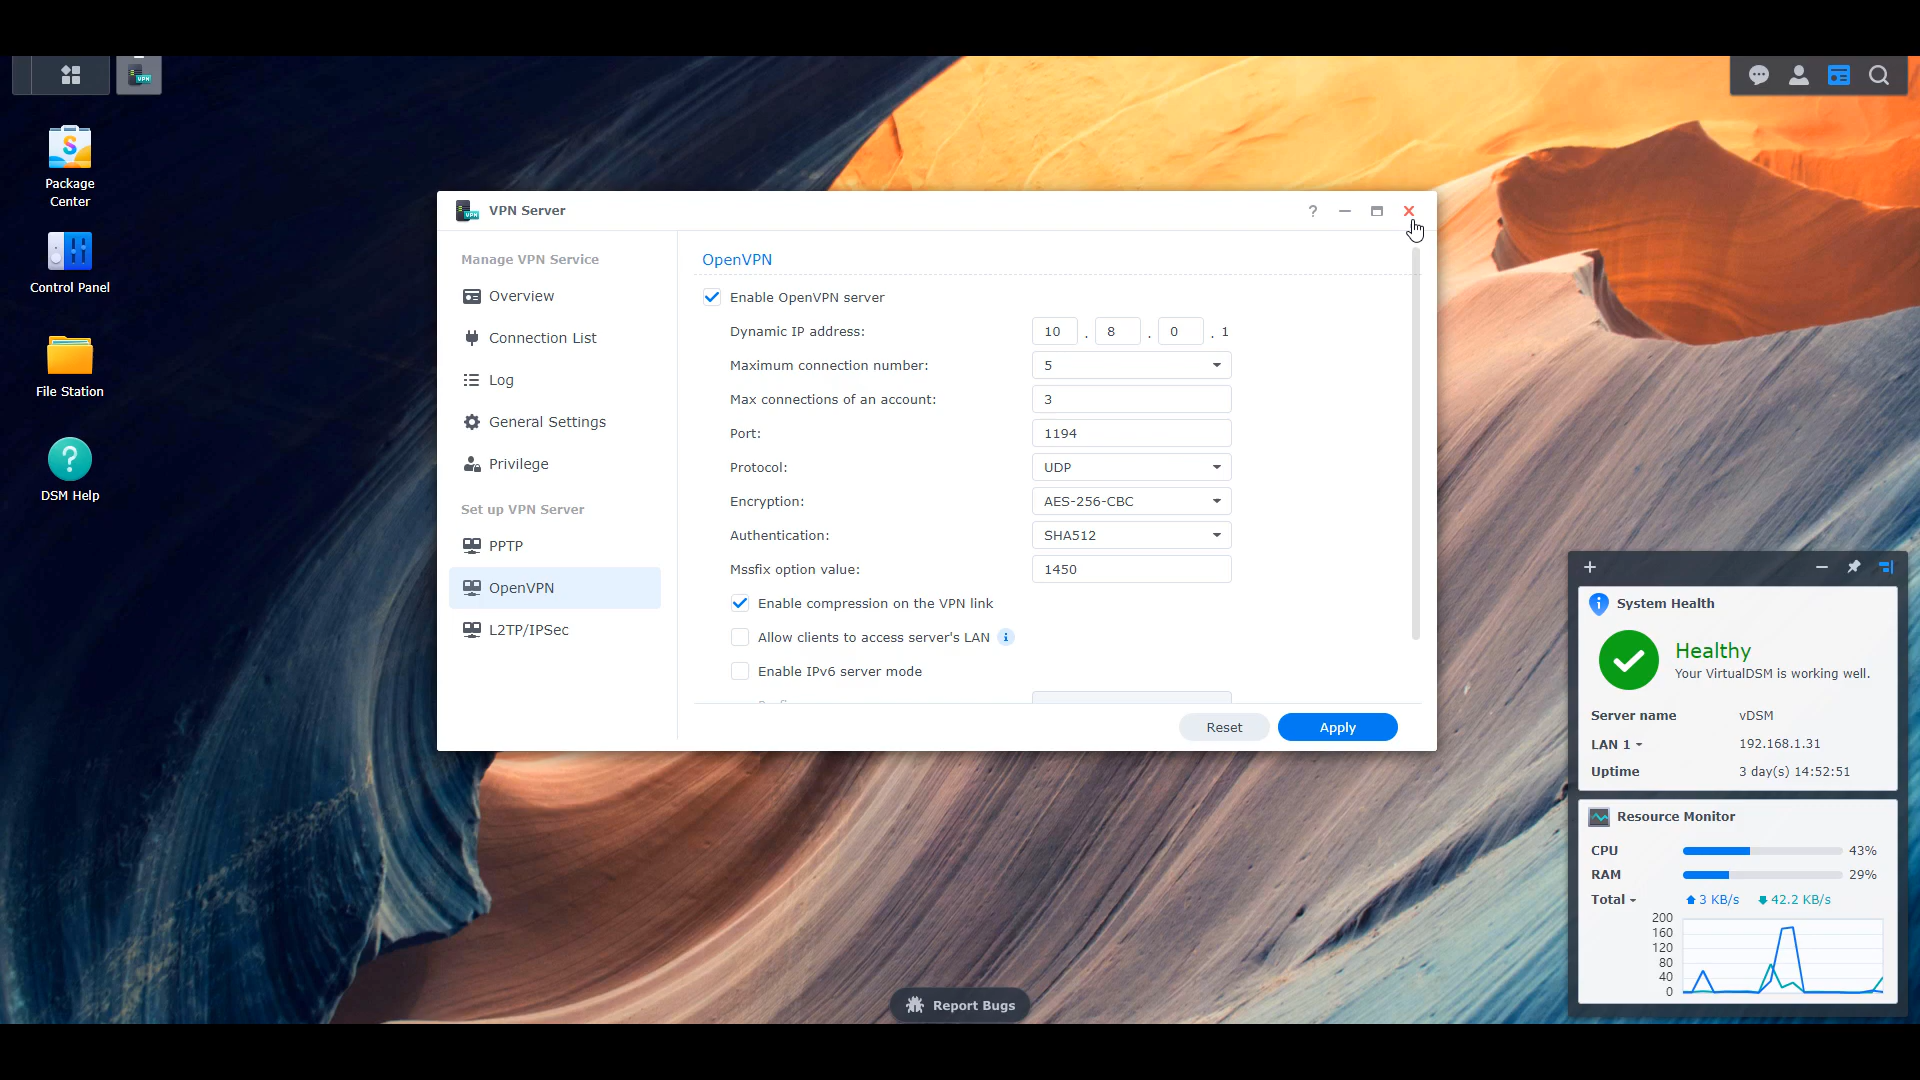 Package
Center
Control Panel
File Station
DSM Help
VPN
VPN Server
Manage VPN Service
Overview
Connection List
Log
General Settings
Privilege
Set up VPN Server
PPTP
OpenVPN
L2TP/IPSec
OpenVPN
Enable OpenVPN server
Dynamic IP address: 10 . 8 . 0 . 1
Maximum connection number: 5
Max connections of an account: 3
Port: 1194
Protocol: UDP
Encryption: AES-256-CBC
Authentication: SHA512
Mssfix option value: 1450
Enable compression on the VPN link
Allow clients to access server's LAN
Enable IPv6 server mode
Reset Apply
System Health
Healthy
Your VirtualDSM is working well.
Server name vDSM
LAN 1 192.168.1.31
Uptime 3 day(s) 14:52:51
Resource Monitor
CPU 43%
RAM 29%
Total 3 KB/s 42.2 KB/s
200
160
120
80
40
0
Report Bugs